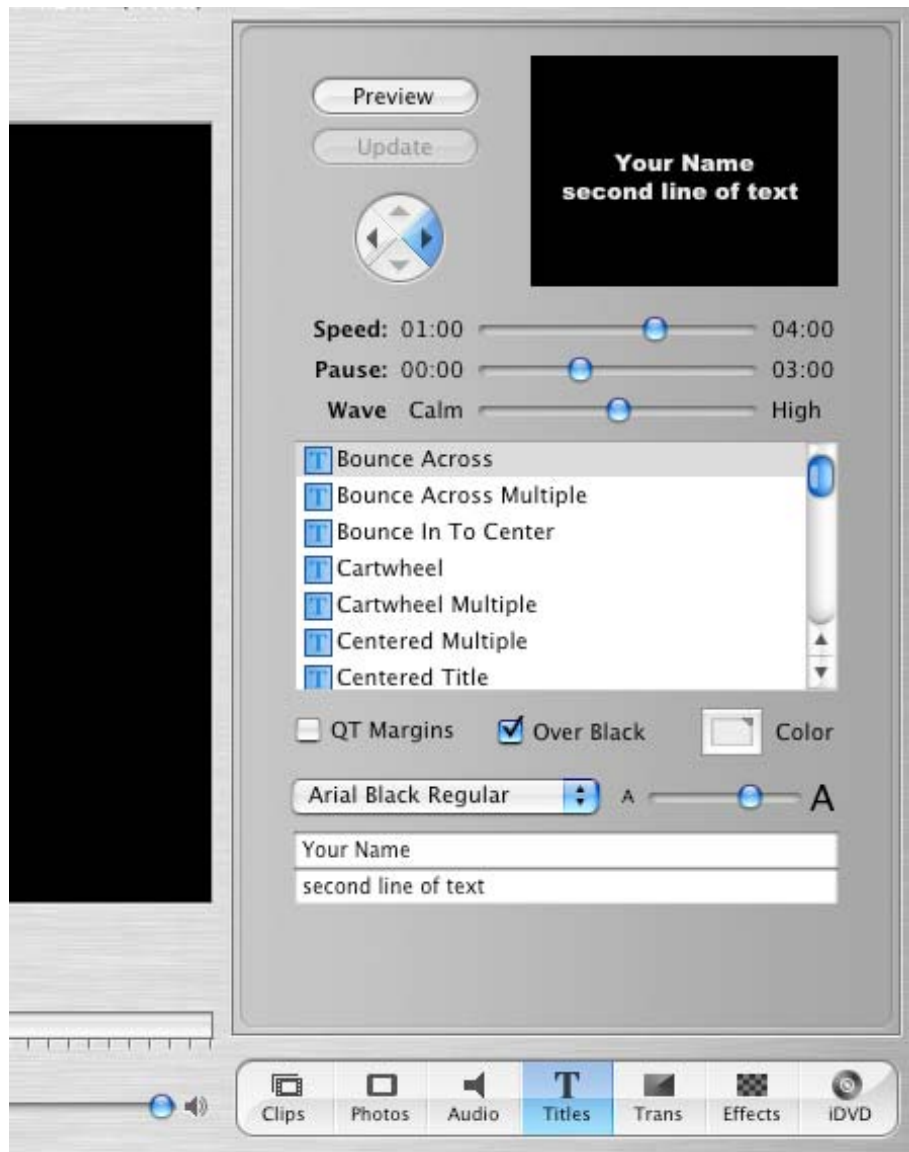 Preview
Update
Your Name
second line of text
Speed: 01:00 04:00
Pause: 00:00 03:00
Wave Calm High
T Bounce Across
T Bounce Across Multiple
T Bounce In To Center
T Cartwheel
T Cartwheel Multiple
T Centered Multiple
T Centered Title
QT Margins Over Black Color
Arial Black Regular A A
Your Name
second line of text
T
Clips Photos Audio Titles Trans Effects iDVD